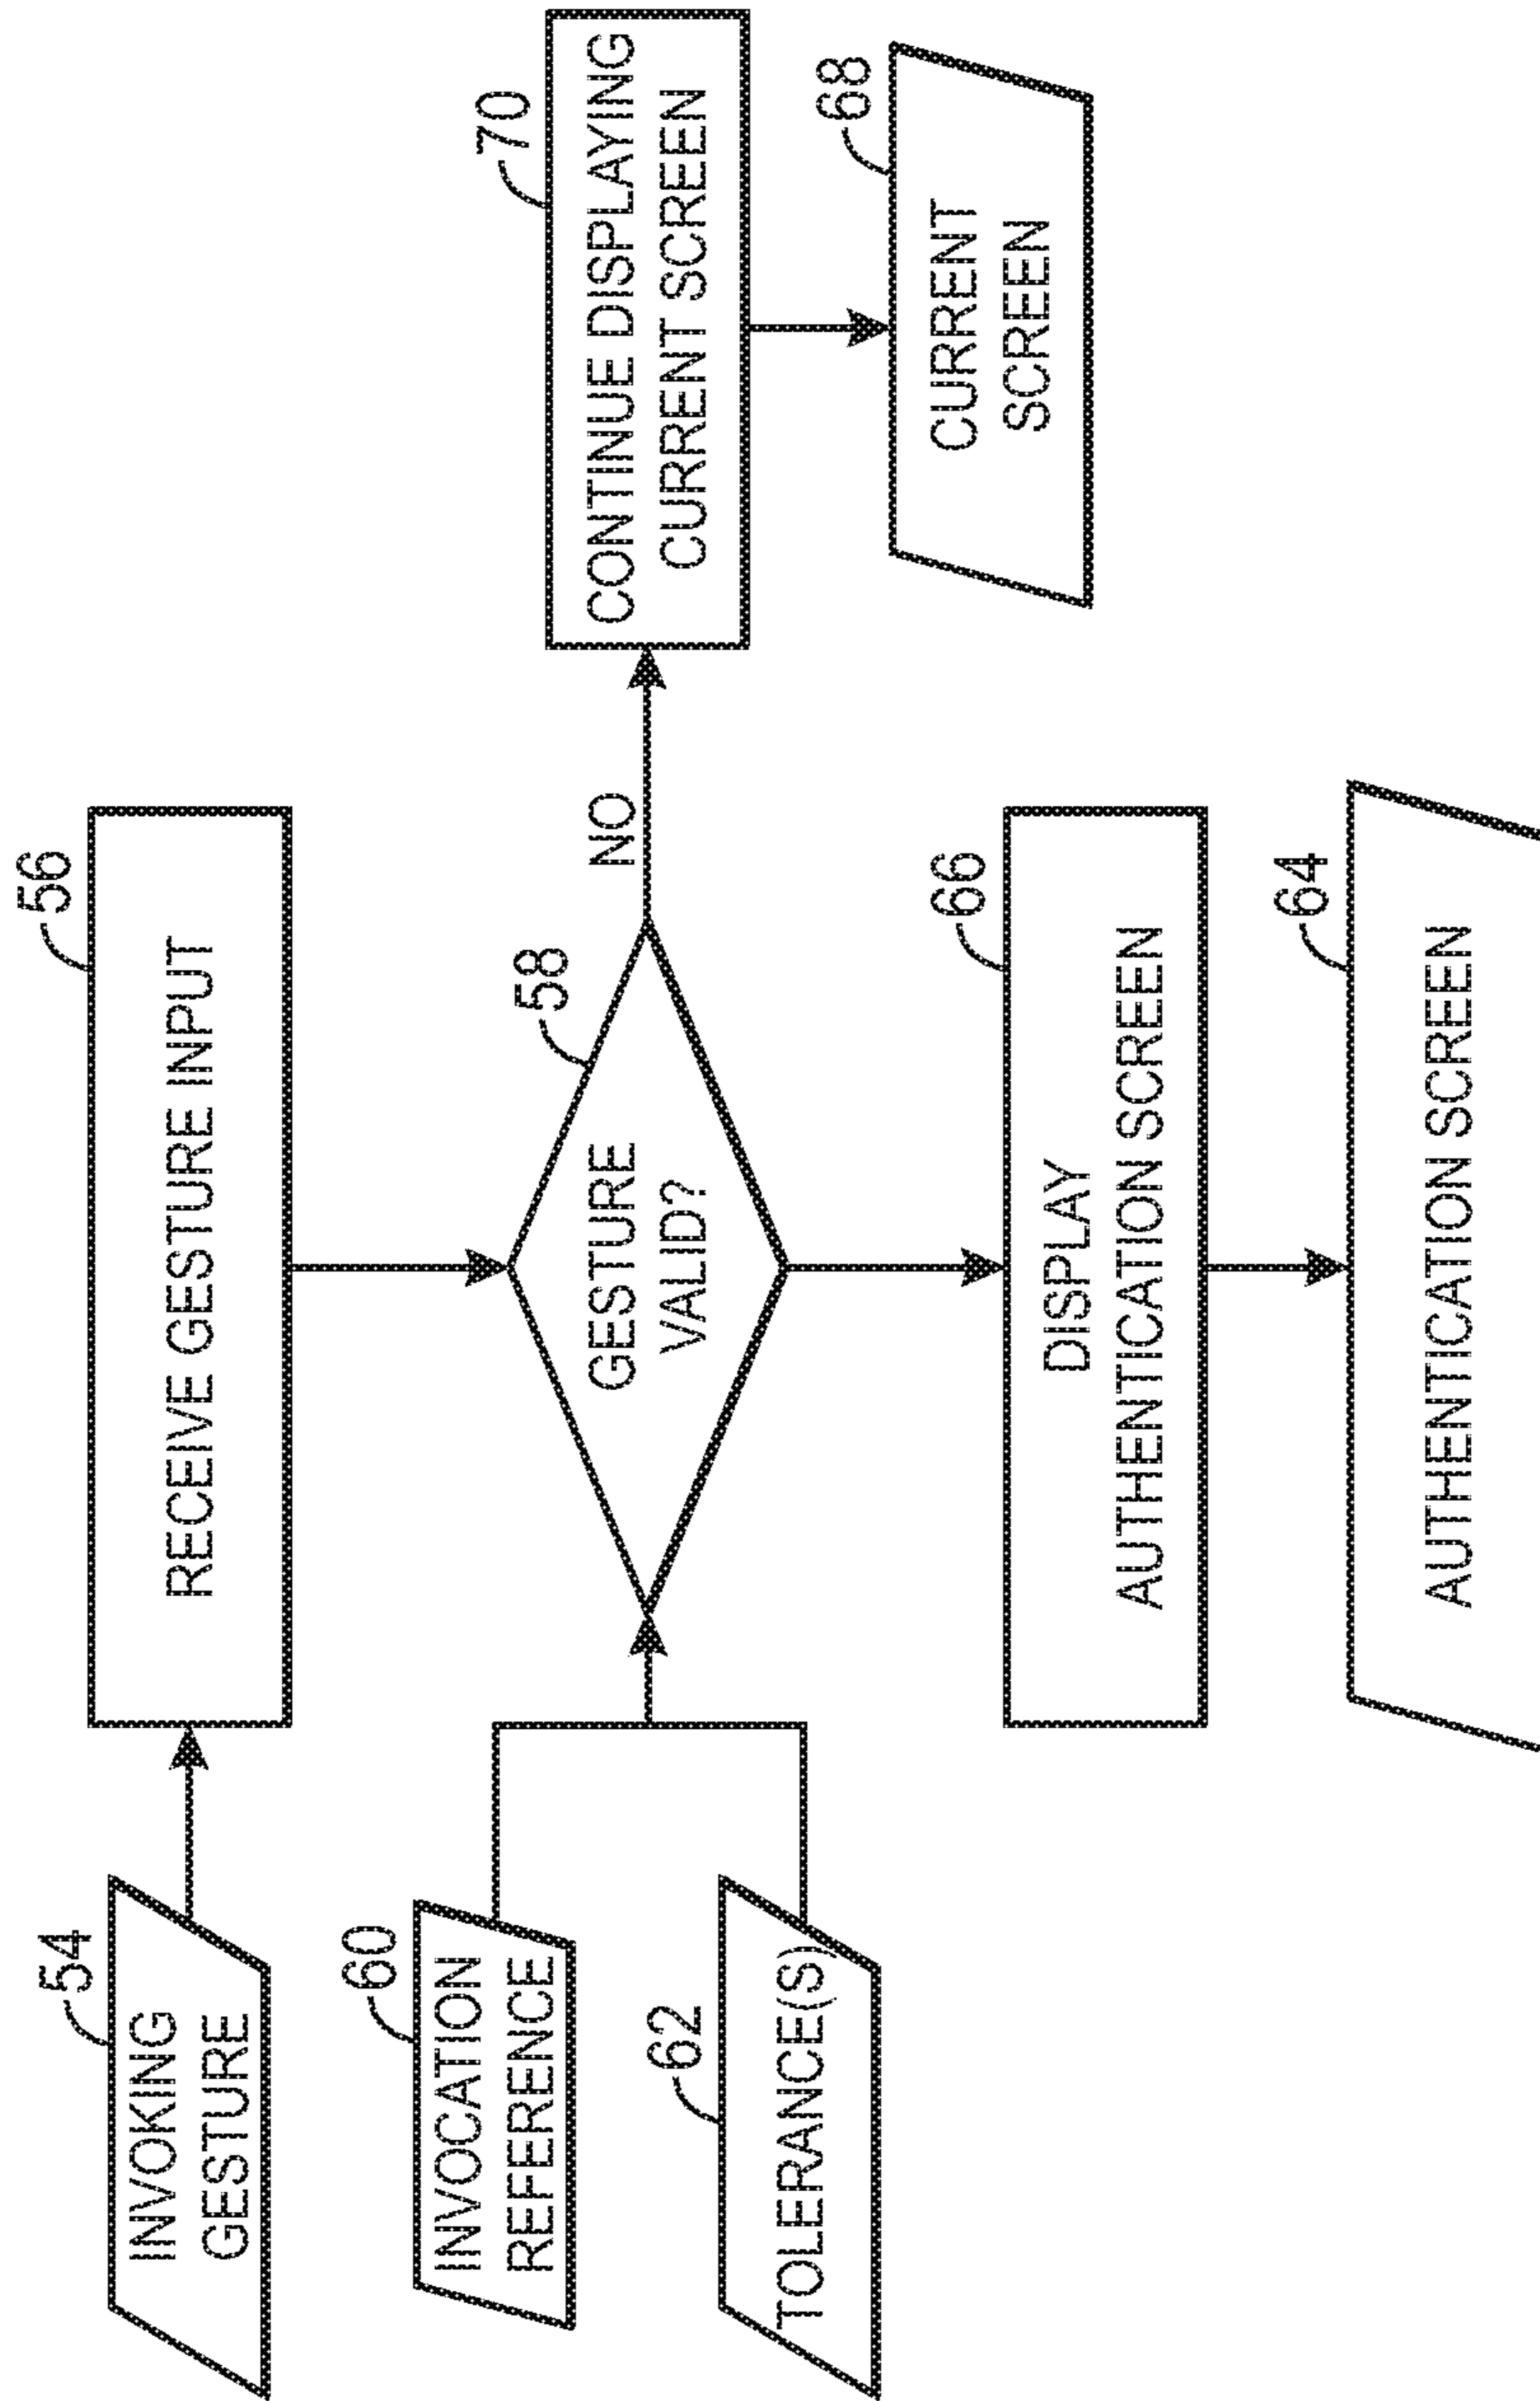 54
INVOKING
GESTURE
56
RECEIVE GESTURE INPUT
60
INVOCATION
REFERENCE
62
TOLERANCE(S)
58
GESTURE
VALID?
NO
70
CONTINUE DISPLAYING
CURRENT SCREEN
68
CURRENT
SCREEN
66
DISPLAY
AUTHENTICATION SCREEN
64
AUTHENTICATION SCREEN